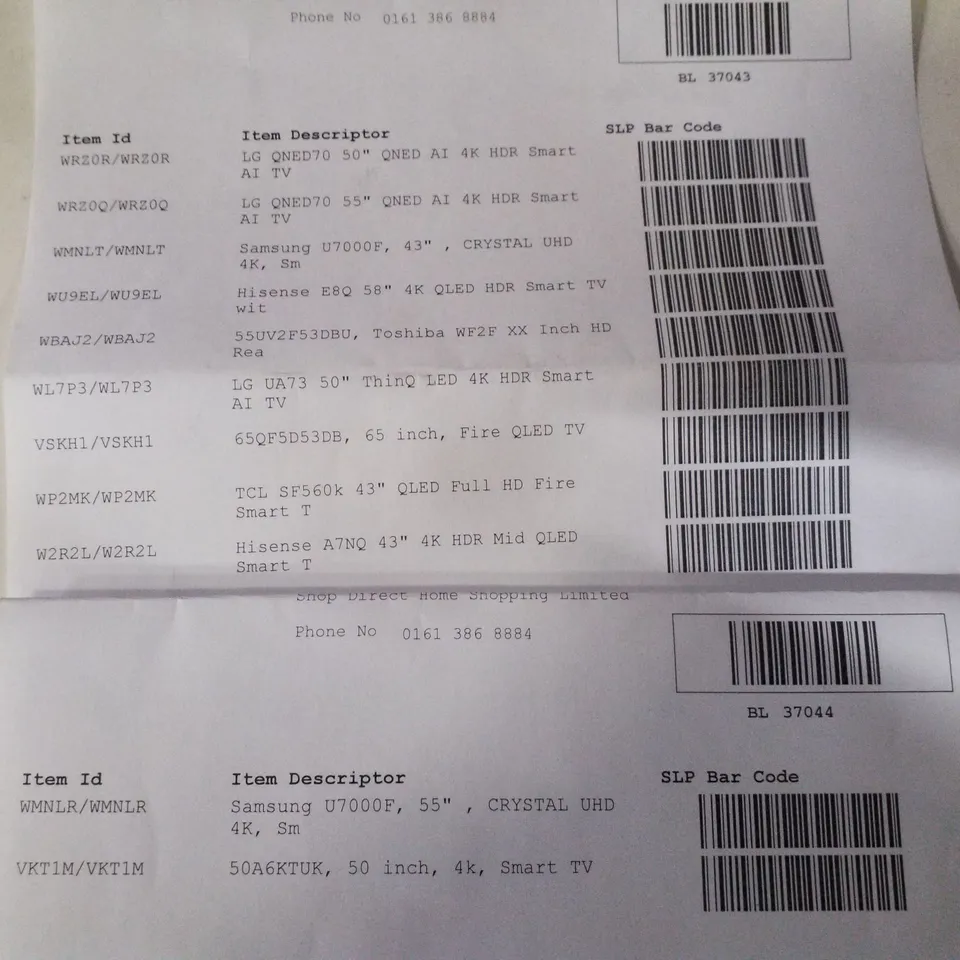 Phone No 0161 386 8884
BL 37043
Item Id Item Descriptor SLP Bar Code
WRZ0R/WRZ0R LG QNED70 50" QNED AI 4K HDR Smart
AI TV
WRZ0Q/WRZ0Q LG QNED70 55" QNED AI 4K HDR Smart
AI TV
WMNLT/WMNLT Samsung U7000F, 43" , CRYSTAL UHD
4K, Sm
WU9EL/WU9EL Hisense E8Q 58" 4K QLED HDR Smart TV
wit
WBAJ2/WBAJ2 55UV2F53DBU, Toshiba WF2F XX Inch HD
Rea
WL7P3/WL7P3 LG UA73 50" ThinQ LED 4K HDR Smart
AI TV
VSKH1/VSKH1 65QF5D53DB, 65 inch, Fire QLED TV
WP2MK/WP2MK TCL SF560k 43" QLED Full HD Fire
Smart T
W2R2L/W2R2L Hisense A7NQ 43" 4K HDR Mid QLED
Smart T
Shop Direct Home Shopping Limited
Phone No 0161 386 8884
BL 37044
Item Id Item Descriptor SLP Bar Code
WMNLR/WMNLR Samsung U7000F, 55" , CRYSTAL UHD
4K, Sm
VKT1M/VKT1M 50A6KTUK, 50 inch, 4k, Smart TV